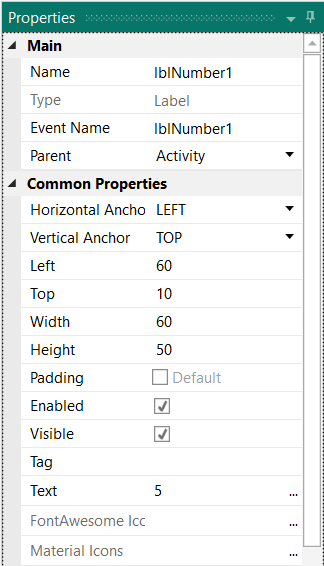 Properties
Main
Name lblNumber1
Type Label
Event Name lblNumber1
Parent Activity
Common Properties
Horizontal Ancho LEFT
Vertical Anchor TOP
Left 60
Top 10
Width 60
Height 50
Padding Default
Enabled
Visible
Tag
Text 5 ...
FontAwesome Icc
Material Icons ...